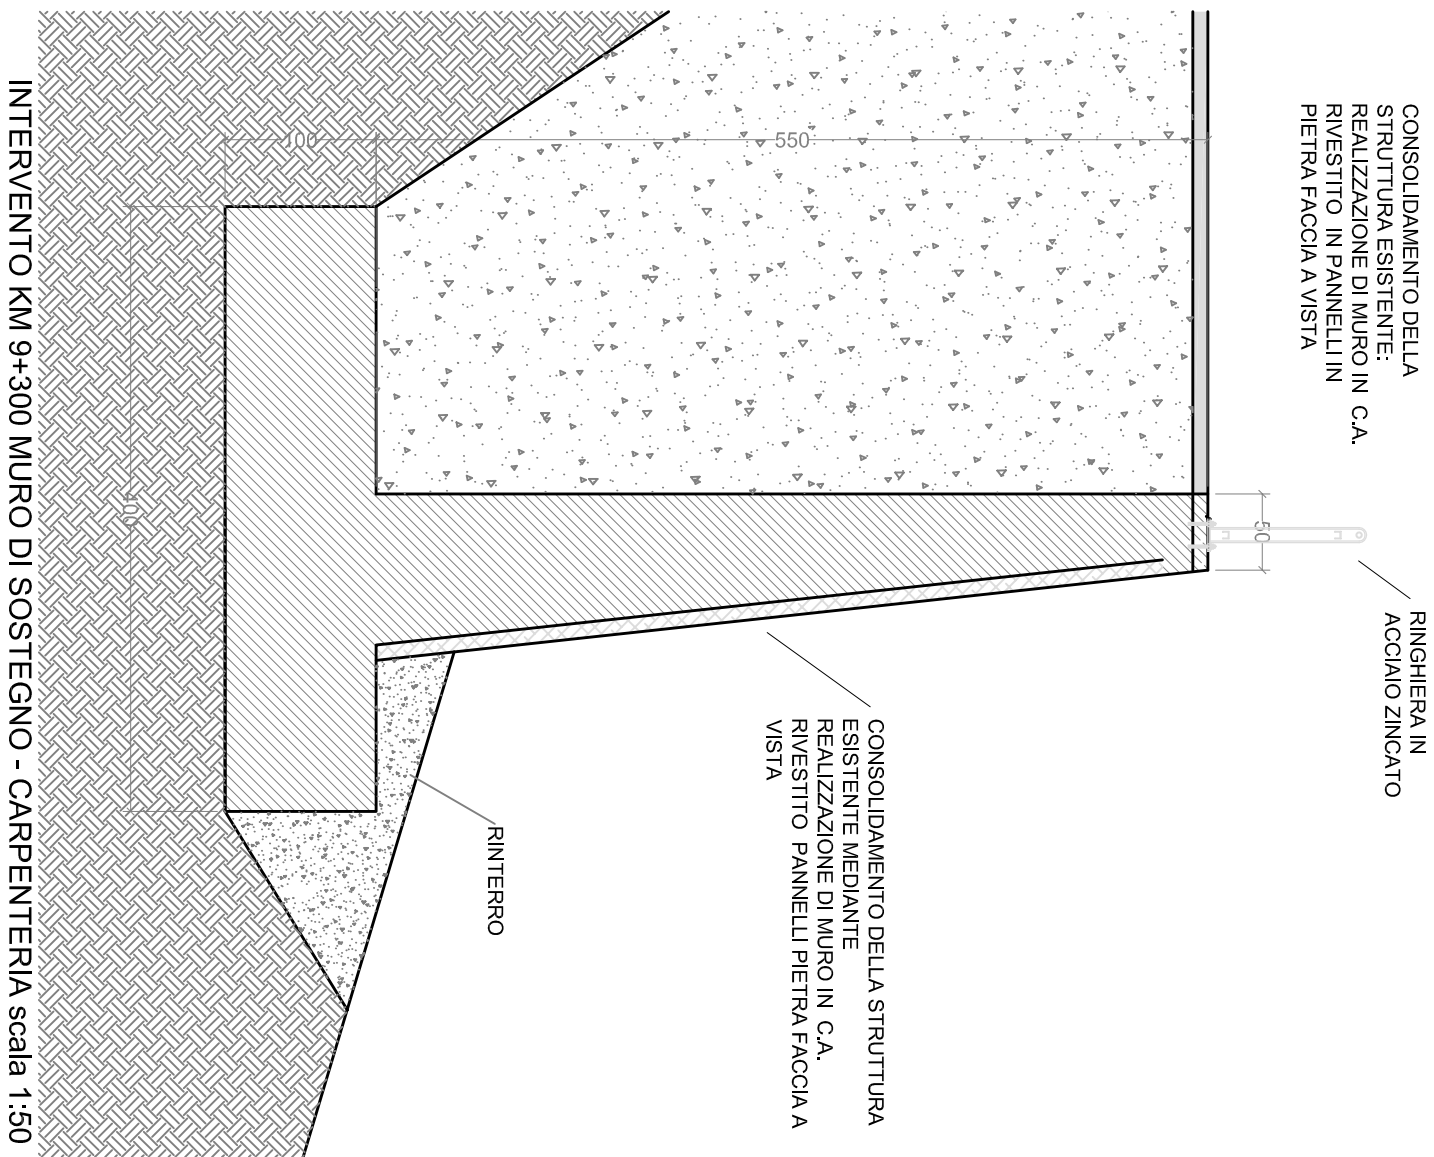 CONSOLIDAMENTO DELLA
STRUTTURA ESISTENTE:
REALIZZAZIONE DI MURO IN C.A.
RIVESTITO IN PANNELLI IN
PIETRA FACCIA A VISTA
RINGHIERA IN
ACCIAIO ZINCATO
50
550
100
400
CONSOLIDAMENTO DELLA STRUTTURA
ESISTENTE MEDIANTE
REALIZZAZIONE DI MURO IN C.A.
RIVESTITO PANNELLI PIETRA FACCIA A
VISTA
RINTERRO
INTERVENTO KM 9+300 MURO DI SOSTEGNO - CARPENTERIA scala 1:50